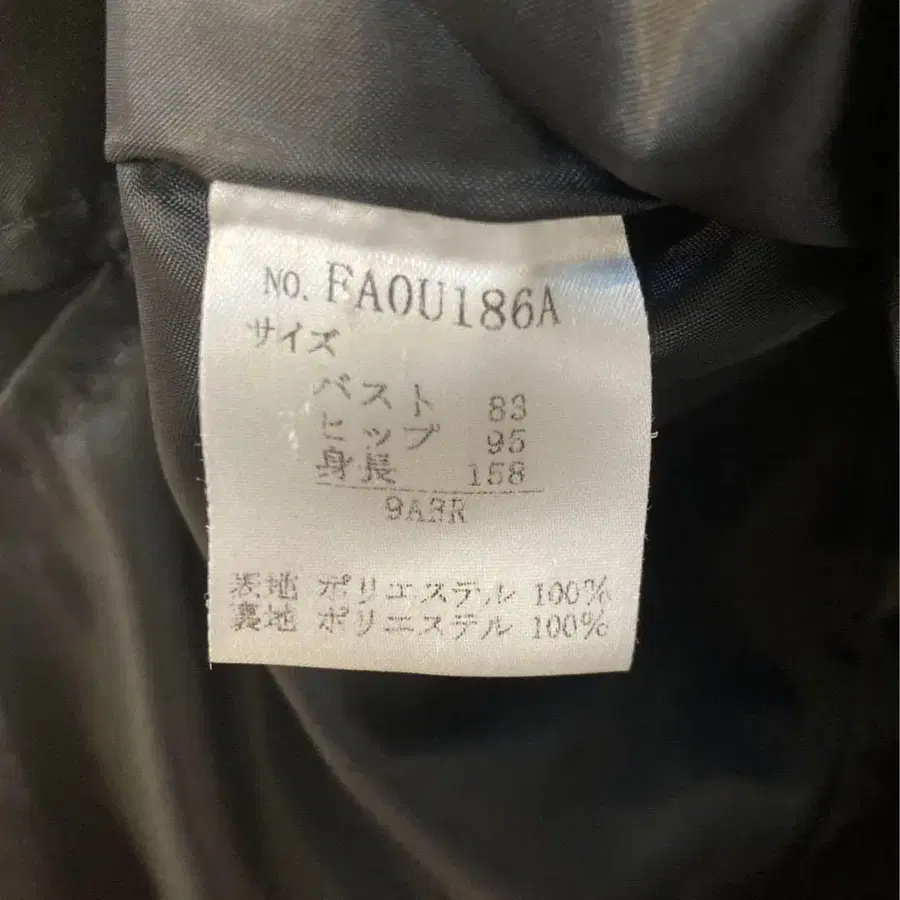 No. FA0U186A
サイズ
バスト 83
ヒップ 95
身長 158
9AR
表地 ポリエステル 100%
裏地 ポリエステル 100%